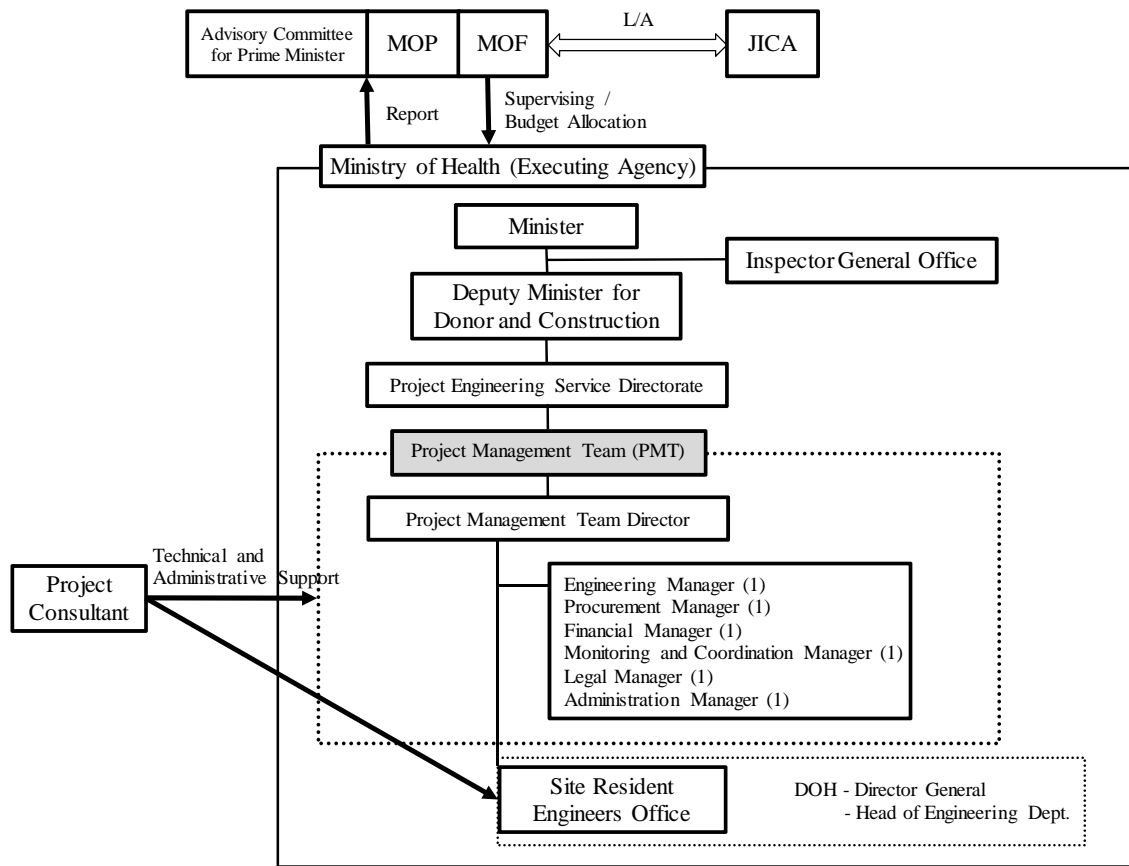 L/A
Advisory Committee
for Prime Minister
MOP
MOF
JICA
Report
Supervising /
Budget Allocation
Ministry of Health (Executing Agency)
Minister
Inspector General Office
Deputy Minister for
Donor and Construction
Project Engineering Service Directorate
Project Management Team (PMT)
Project Management Team Director
Technical and
Administrative Support
Project
Consultant
Engineering Manager (1)
Procurement Manager (1)
Financial Manager (1)
Monitoring and Coordination Manager (1)
Legal Manager (1)
Administration Manager (1)
Site Resident
Engineers Office
DOH - Director General
- Head of Engineering Dept.